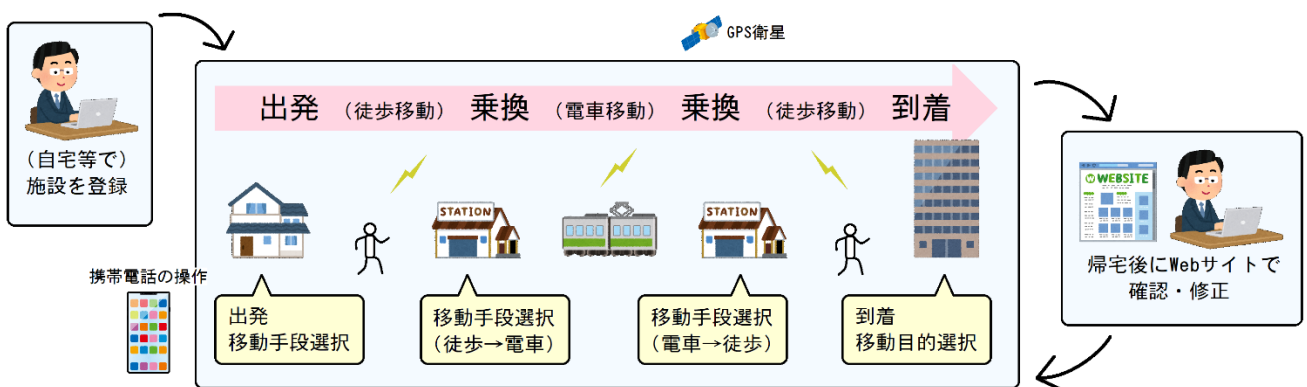 GPS衛星
(自宅等で)
施設を登録
出発 (徒歩移動) 乗換 (電車移動) 乗換 (徒歩移動) 到着
STATION
STATION
W WEBSITE
帰宅後にWebサイトで
確認・修正
携帯電話の操作
出発
移動手段選択
移動手段選択
(徒歩→電車)
移動手段選択
(電車→徒歩)
到着
移動目的選択